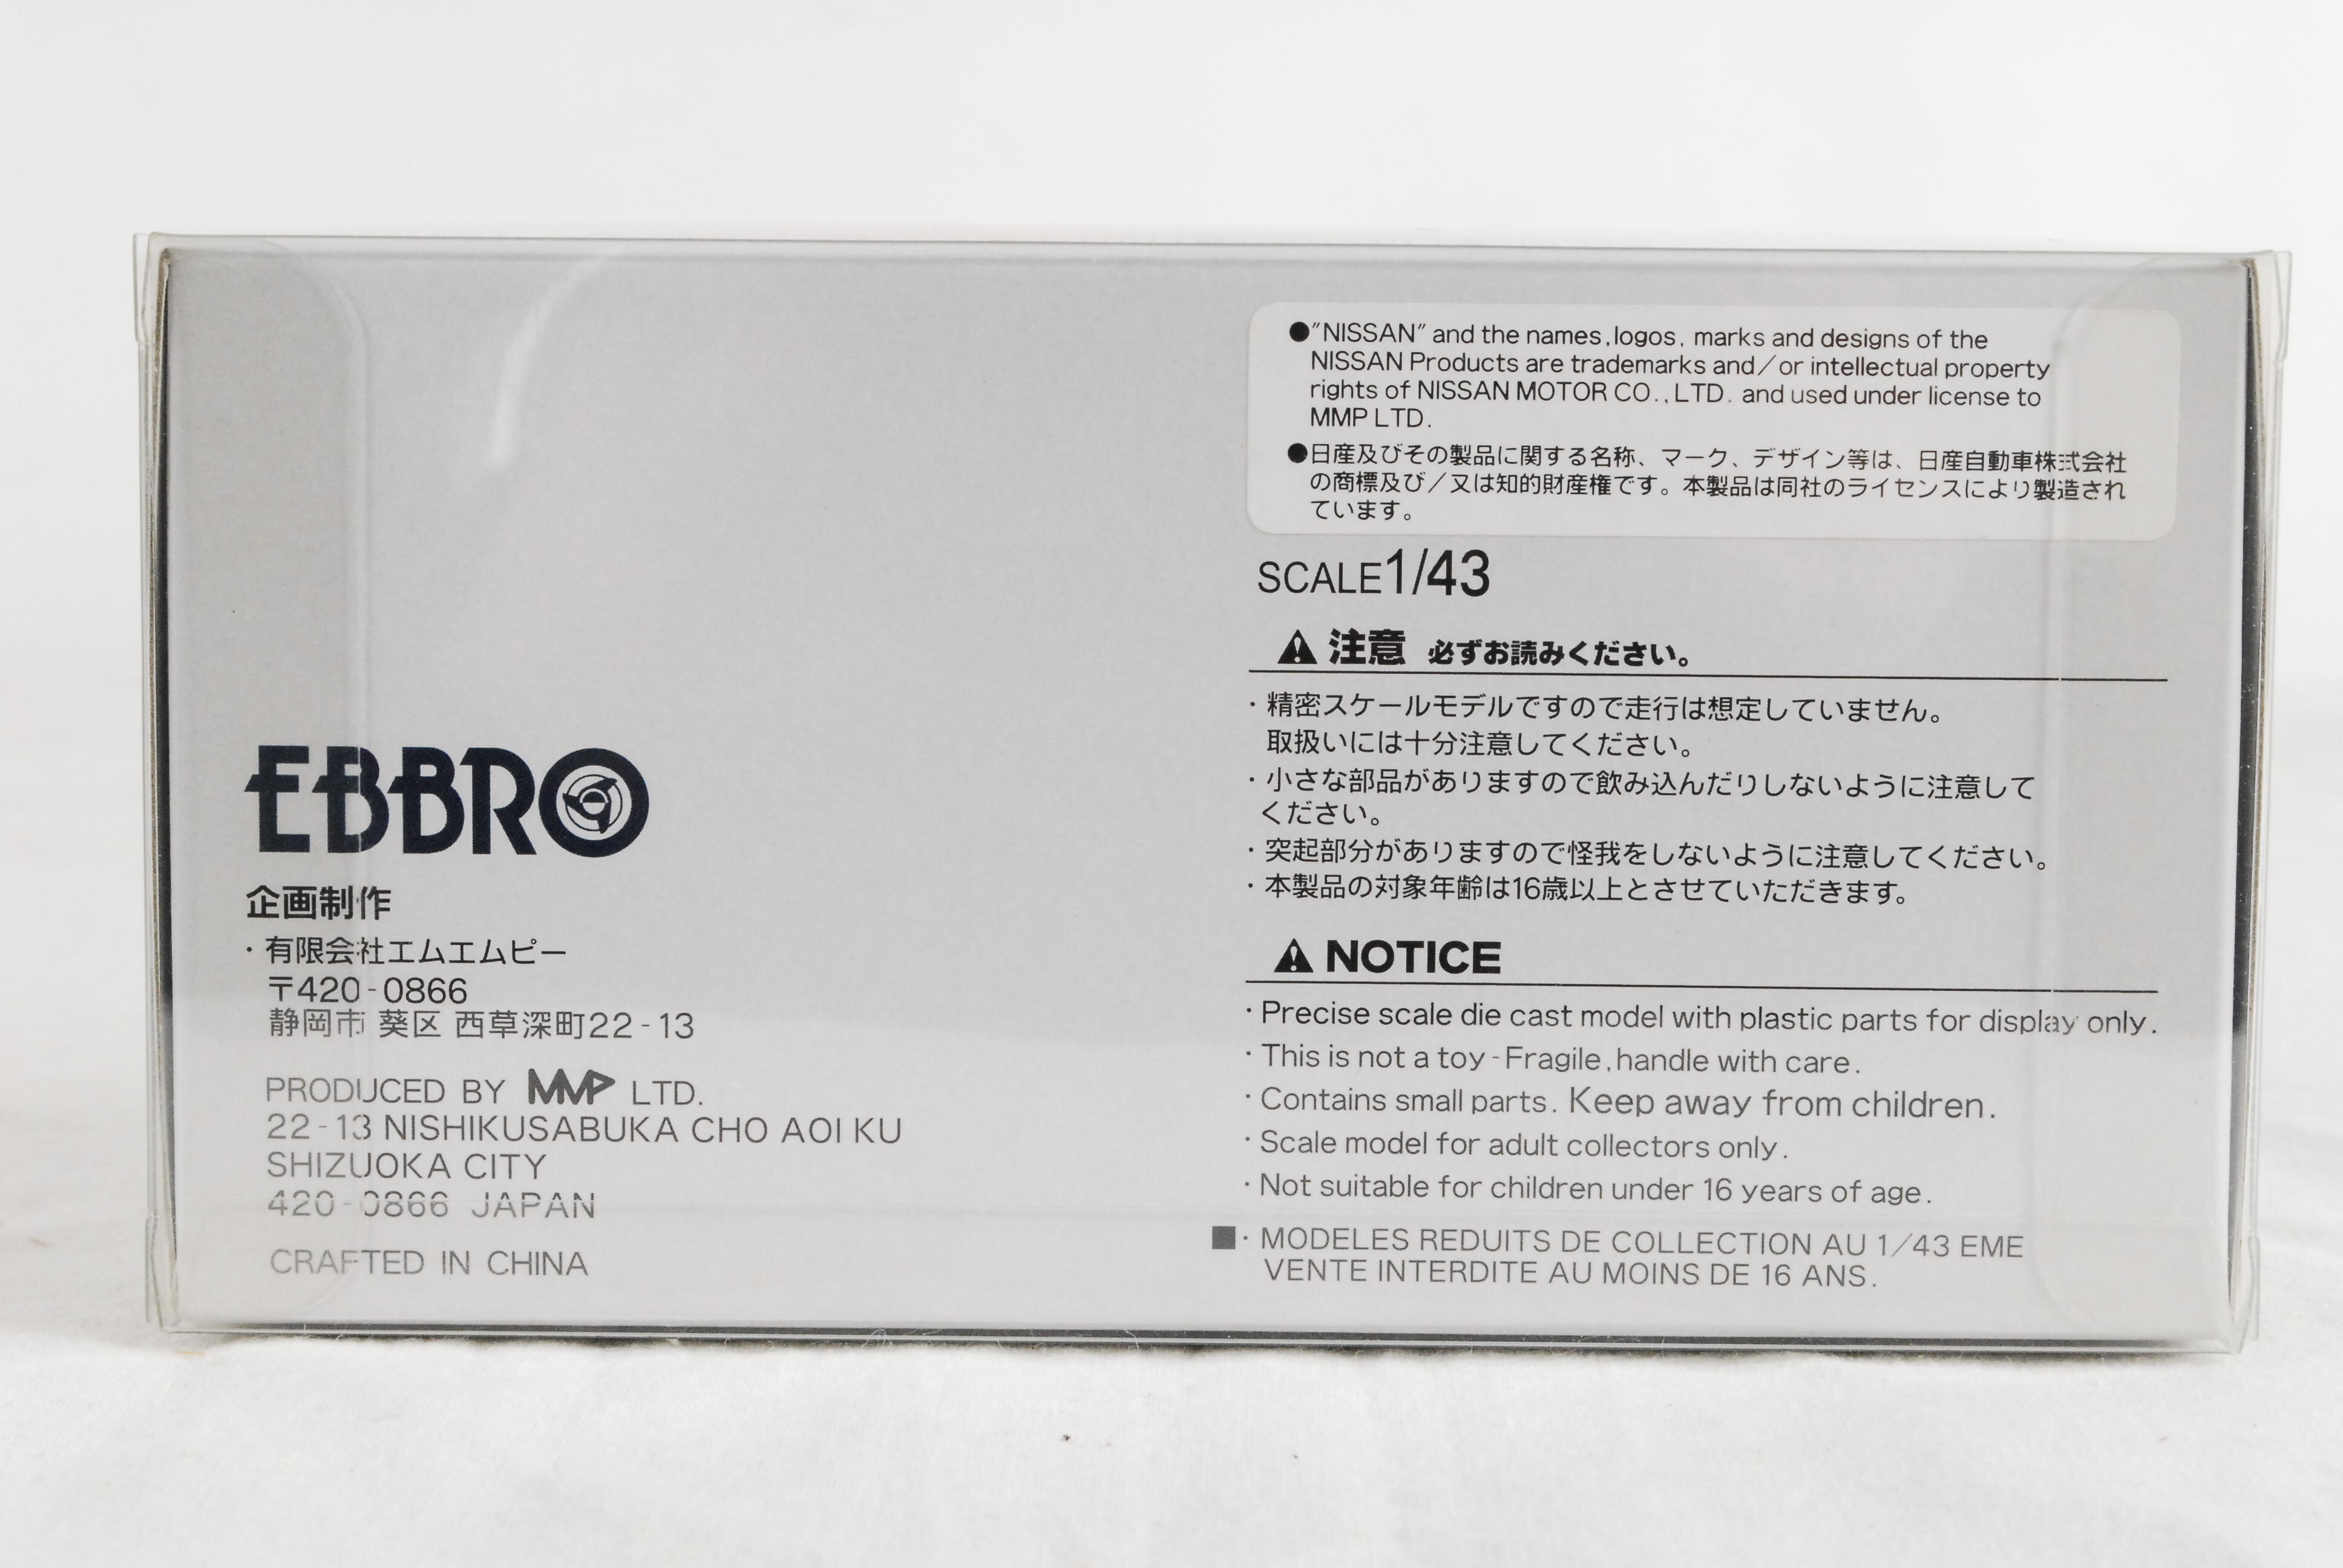 EBBRO
企画制作
・有限会社エムエムピー
〒420-0866
静岡市 葵区 西草深町22-13
PRODUCED BY MMP LTD.
22-13 NISHIKUSABUKA CHO AOI KU
SHIZUOKA CITY
420-0866 JAPAN
CRAFTED IN CHINA
●"NISSAN" and the names,logos, marks and designs of the
NISSAN Products are trademarks and/or intellectual property
rights of NISSAN MOTOR CO.,LTD. and used under license to
MMP LTD.
●日産及びその製品に関する名称、マーク、デザイン等は、日産自動車株式会社
の商標及び/又は知的財産権です。本製品は同社のライセンスにより製造され
ています。
SCALE1/43
⚠ 注意 必ずお読みください。
・精密スケールモデルですので走行は想定していません。
取扱いには十分注意してください。
・小さな部品がありますので飲み込んだりしないように注意して
ください。
・突起部分がありますので怪我をしないように注意してください。
・本製品の対象年齢は16歳以上とさせていただきます。
⚠ NOTICE
・Precise scale die cast model with plastic parts for display only.
・This is not a toy-Fragile,handle with care.
・Contains small parts. Keep away from children.
・Scale model for adult collectors only.
・Not suitable for children under 16 years of age.
■・MODELES REDUITS DE COLLECTION AU 1/43 EME
VENTE INTERDITE AU MOINS DE 16 ANS.